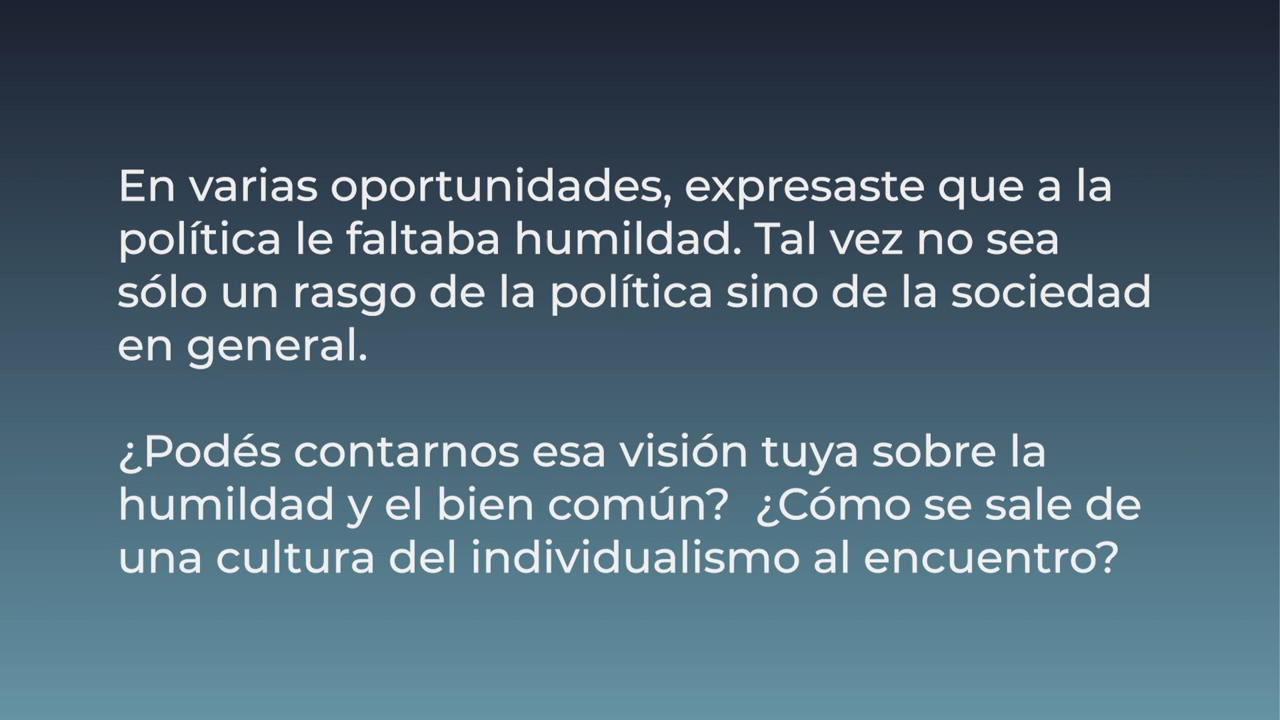 En varias oportunidades, expresaste que a la
política le faltaba humildad. Tal vez no sea
sólo un rasgo de la política sino de la sociedad
en general.
¿Podés contarnos esa visión tuya sobre la
humildad y el bien común?  ¿Cómo se sale de
una cultura del individualismo al encuentro?